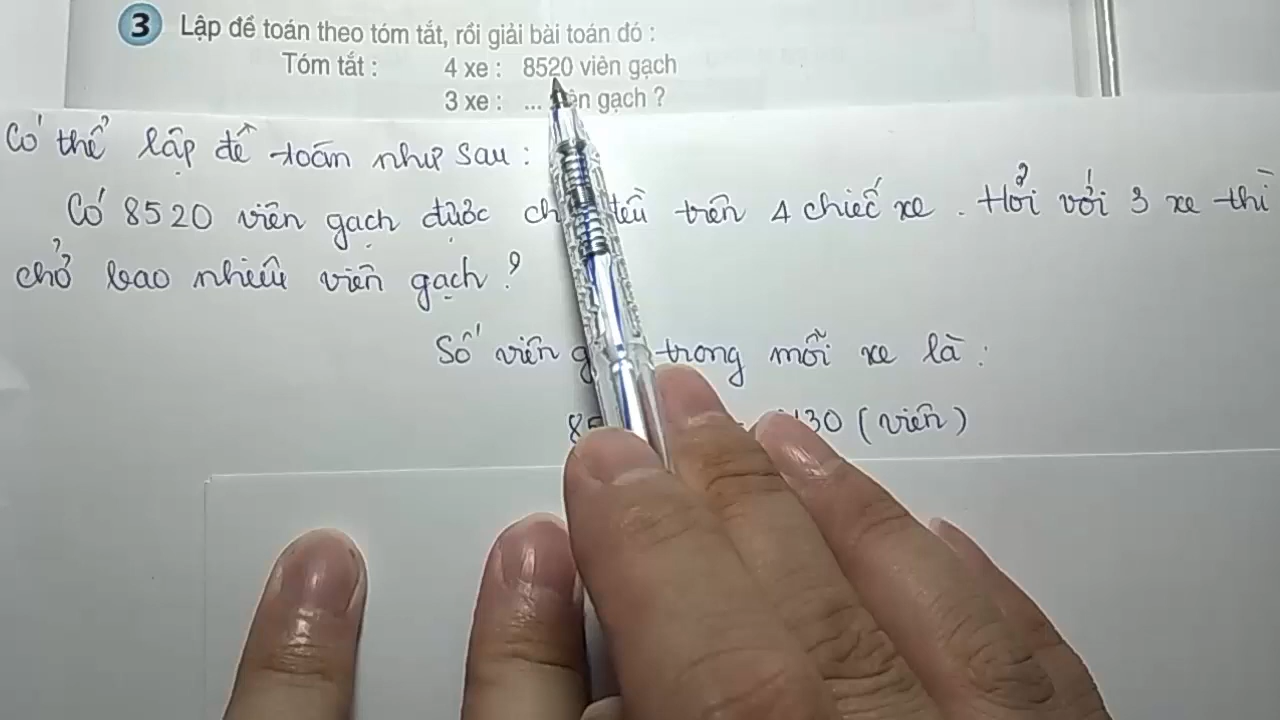 3 Lập đề toán theo tóm tắt, rồi giải bài toán đó :
Tóm tắt : 4 xe : 8520 viên gạch
3 xe : ... gạch ?
Có thể lập đề toán như sau :
Có 8520 viên gạch được trên 4 chiếc xe . Hỏi với 3 xe thì
chở bao nhiêu viên gạch ?
Số viên trong mỗi xe là :
(viên)